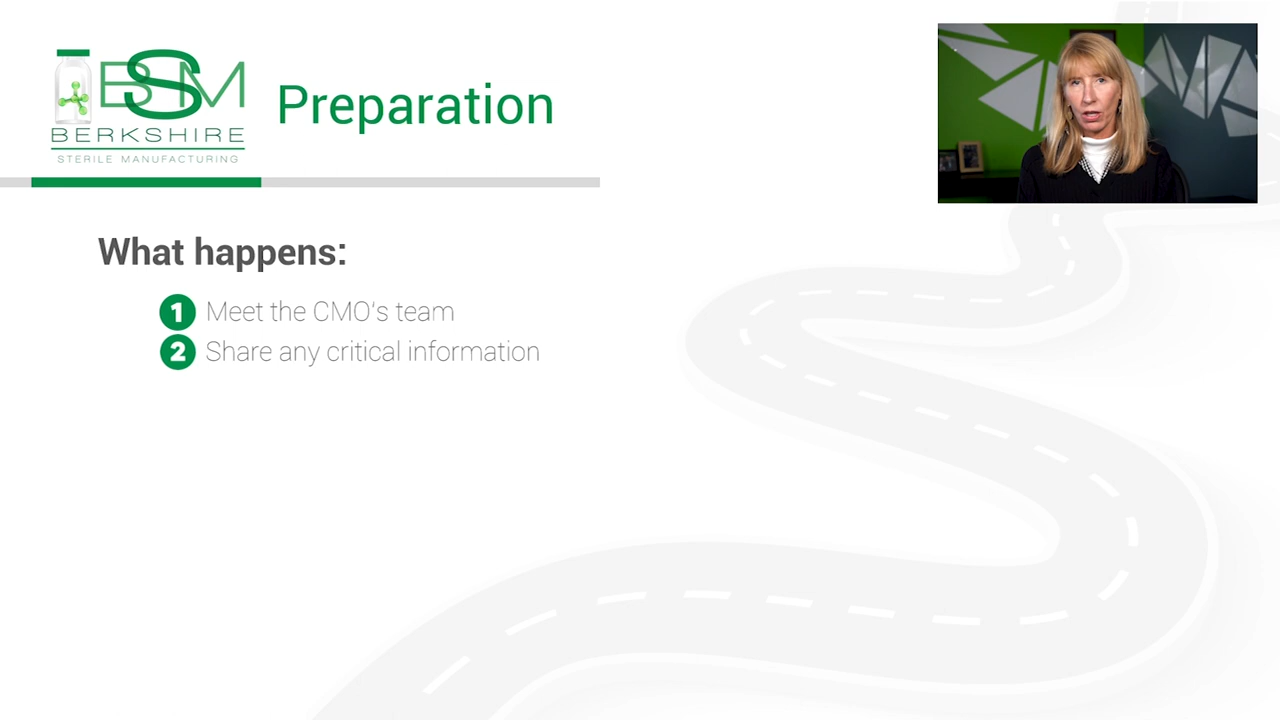 BSM
BERKSHIRE
STERILE MANUFACTURING
Preparation
What happens:
1 Meet the CMO's team
2 Share any critical information